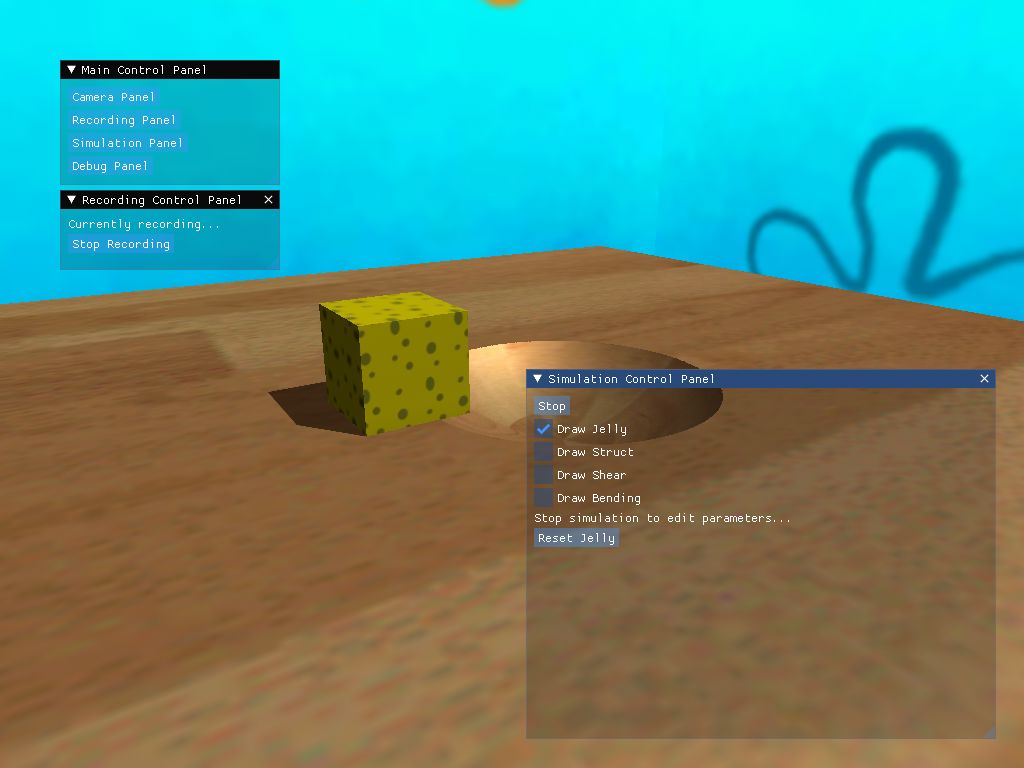 Main Control Panel
Camera Panel
Recording Panel
Simulation Panel
Debug Panel
Recording Control Panel
Currently recording...
Stop Recording
Simulation Control Panel
Stop
Draw Jelly
Draw Struct
Draw Shear
Draw Bending
Stop simulation to edit parameters...
Reset Jelly